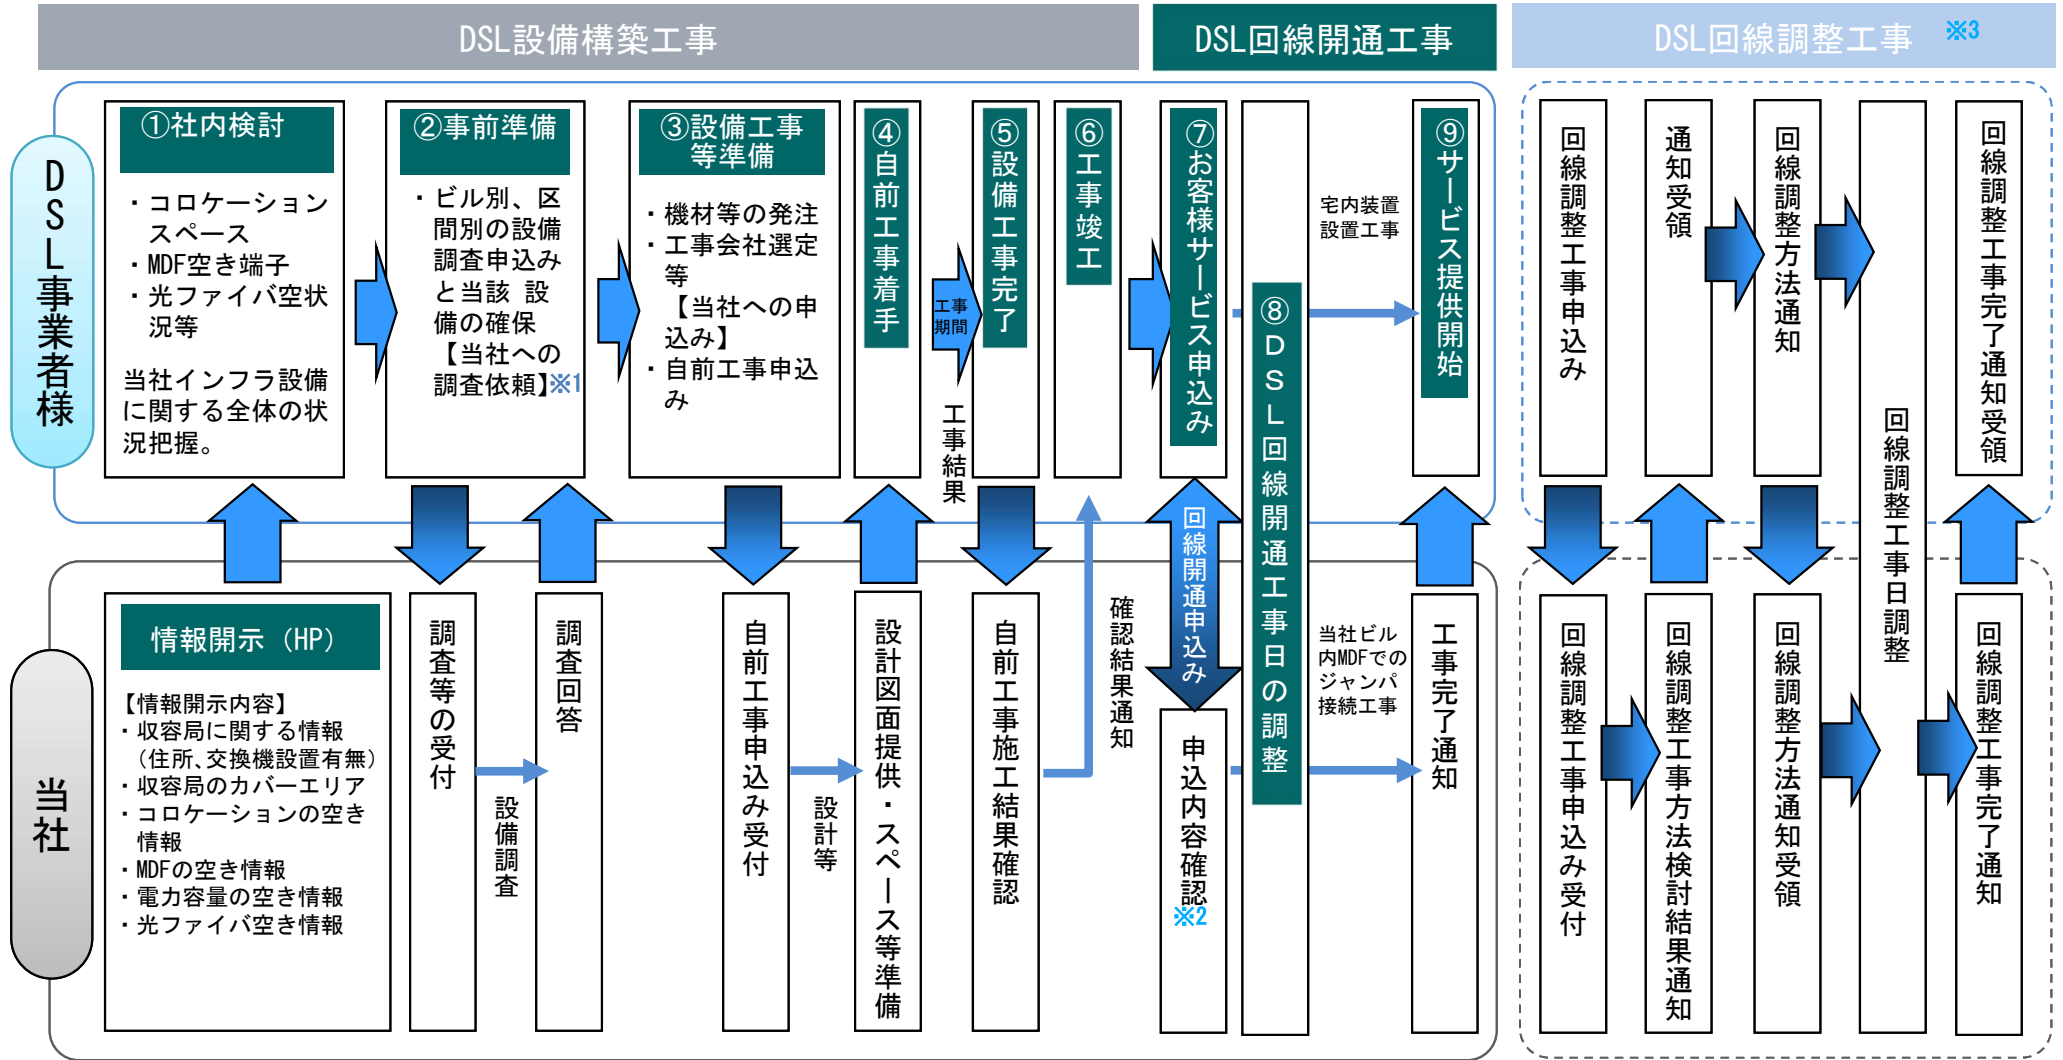 DSL設備構築工事
DSL回線開通工事
DSL回線調整工事 ※3
DSL事業者様
①社内検討
・コロケーション
スペース
・MDF空き端子
・光ファイバ空状
況等
当社インフラ設備
に関する全体の状
況把握。
②事前準備
・ビル別、区
間別の設備
調査申込み
と当該 設
備の確保
【当社への
調査依頼】※1
③設備工事
等準備
・機材等の発注
・工事会社選定
等
【当社への申
込み】
・自前工事申込
み
④自前工事着手
工事
期間
工事結果
⑤設備工事完了
⑥工事竣工
⑦お客様サービス申込み
⑧DSL回線開通工事日の調整
宅内装置
設置工事
⑨サービス提供開始
回線調整工事申込み
通知受領
回線調整方法通知
回線調整工事日調整
回線調整工事完了通知受領
当社
情報開示（HP）
【情報開示内容】
・収容局に関する情報
（住所、交換機設置有無）
・収容局のカバーエリア
・コロケーションの空き
情報
・MDFの空き情報
・電力容量の空き情報
・光ファイバ空き情報
調査等の受付
設備調査
調査回答
自前工事申込み受付
設計等
設計図面提供・スペース等準備
自前工事施工結果確認
確認結果通知
回線開通申込み
申込内容確認
※2
当社ビル
内MDFでの
ジャンパ
接続工事
工事完了通知
回線調整工事申込み受付
回線調整工事方法検討結果通知
回線調整方法通知受領
回線調整工事完了通知